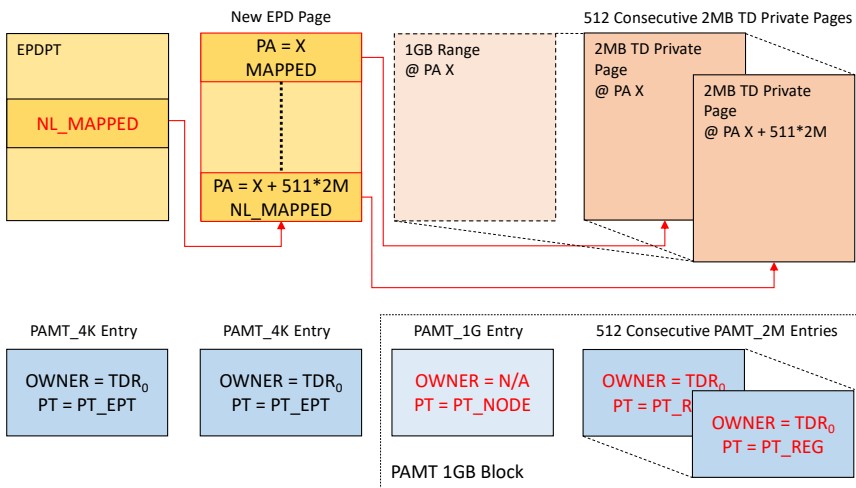 New EPD Page
512 Consecutive 2MB TD Private Pages
EPDPT
NL_MAPPED
PA = X
MAPPED
PA = X + 511*2M
NL_MAPPED
1GB Range
@ PA X
2MB TD Private
Page
@ PA X
2MB TD Private
Page
@ PA X + 511*2M
PAMT_4K Entry
PAMT_4K Entry
PAMT_1G Entry
512 Consecutive PAMT_2M Entries
OWNER = TDR₀
PT = PT_EPT
OWNER = TDR₀
PT = PT_EPT
OWNER = N/A
PT = PT_NODE
OWNER = TDR₀
PT = PT_R
OWNER = TDR₀
PT = PT_REG
PAMT 1GB Block